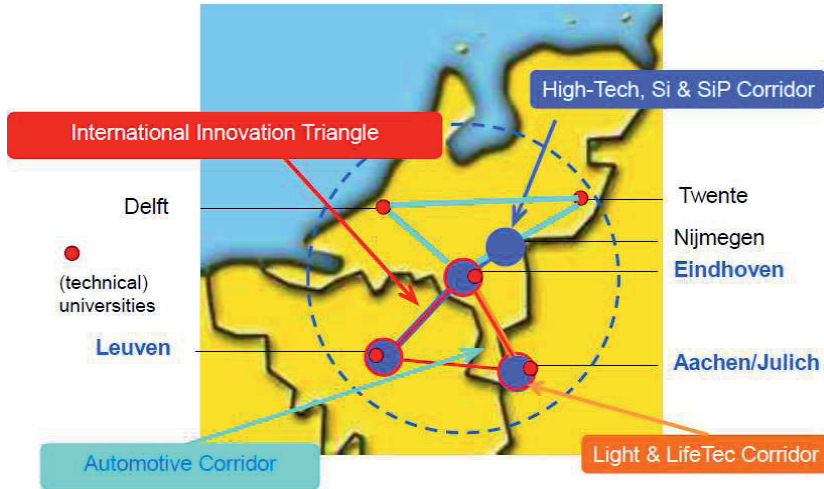 High-Tech, Si & SiP Corridor
International Innovation Triangle
Delft
Twente
Nijmegen
Eindhoven
(technical)
universities
Leuven
Aachen/Julich
Automotive Corridor
Light & LifeTec Corridor